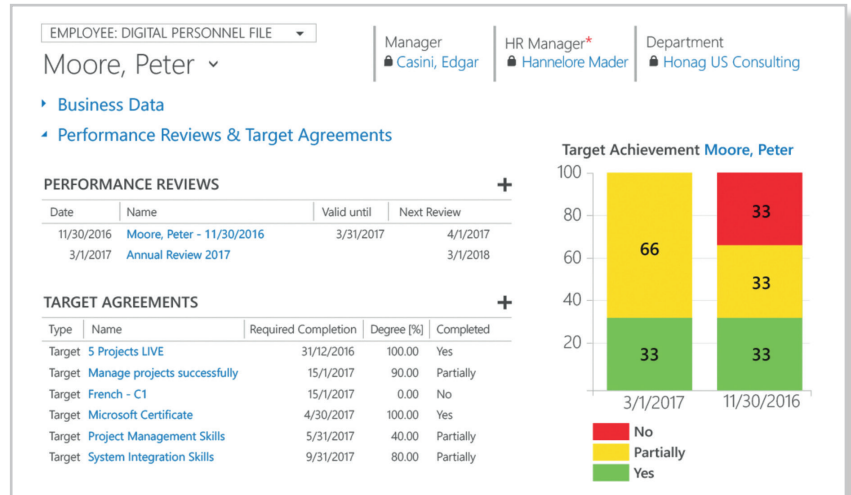 EMPLOYEE: DIGITAL PERSONNEL FILE
Moore, Peter
Manager
Casini, Edgar
HR Manager*
Hannelore Mader
Department
Honag US Consulting
Business Data
Performance Reviews & Target Agreements
PERFORMANCE REVIEWS
Date Name Valid until Next Review
11/30/2016 Moore, Peter - 11/30/2016 3/31/2017 4/1/2017
3/1/2017 Annual Review 2017 3/1/2018
TARGET AGREEMENTS
Type Name Required Completion Degree [%] Completed
Target 5 Projects LIVE 31/12/2016 100.00 Yes
Target Manage projects successfully 15/1/2017 90.00 Partially
Target French - C1 15/1/2017 0.00 No
Target Microsoft Certificate 4/30/2017 100.00 Yes
Target Project Management Skills 5/31/2017 40.00 Partially
Target System Integration Skills 9/31/2017 80.00 Partially
Target Achievement Moore, Peter
100
80
60
40
20
66
33
33
33
33
3/1/2017 11/30/2016
No
Partially
Yes